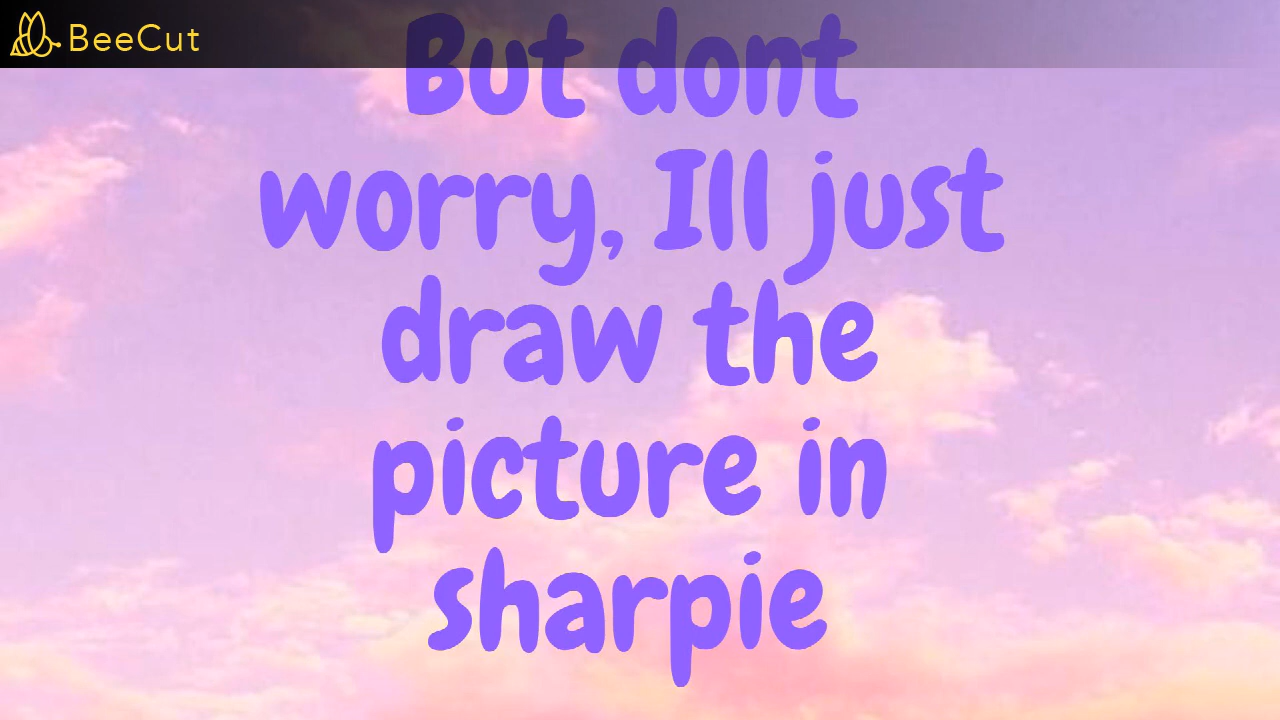 BeeCut
But dont
worry, Ill just
draw the
picture in
sharpie